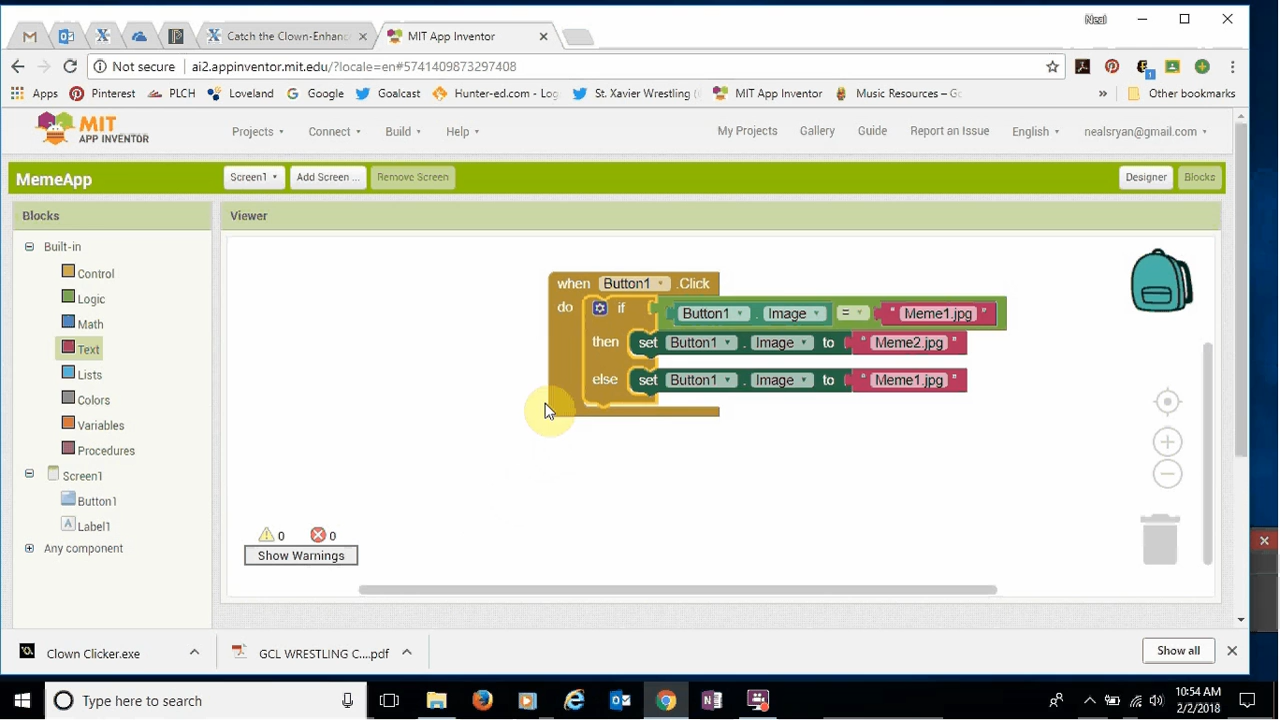 Neal
Catch the Clown-Enhanc
MIT App Inventor
Not secure
ai2.appinventor.mit.edu/?locale=en#5741409873297408
1
Apps
Pinterest
PLCH
Loveland
Google
Goalcast
Hunter-ed.com - Log
St. Xavier Wrestling (
MIT App Inventor
Music Resources – Go
»
Other bookmarks
MIT
APP INVENTOR
Projects
Connect
Build
Help
My Projects
Gallery
Guide
Report an Issue
English
nealsryan@gmail.com
MemeApp
Screen1
Add Screen ...
Remove Screen
Designer
Blocks
Blocks
Viewer
Built-in
Control
Logic
Math
Text
Lists
Colors
Variables
Procedures
Screen1
Button1
A Label1
Any component
when Button1 .Click
do if Button1 . Image = " Meme1.jpg "
then set Button1 . Image to " Meme2.jpg "
else set Button1 . Image to " Meme1.jpg "
0 0
Show Warnings
Clown Clicker.exe
GCL WRESTLING C....pdf
Show all
Type here to search
10:54 AM
2/2/2018